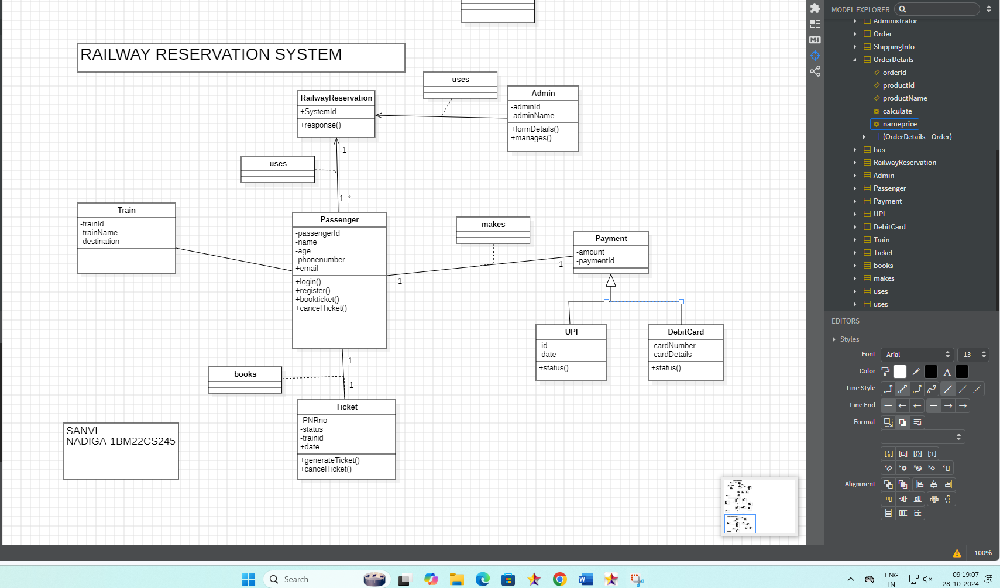 RAILWAY RESERVATION SYSTEM
uses
RailwayReservation
+SystemId
+response()
Admin
-adminId
-adminName
+formDetails()
+manages()
1
uses
1..*
Train
-trainId
-trainName
-destination
Passenger
-passengerId
-name
-age
-phonenumber
+email
+login()
+register()
+bookticket()
+cancelTicket()
makes
Payment
-amount
-paymentId
1
1
UPI
-id
-date
+status()
DebitCard
-cardNumber
-cardDetails
+status()
1
books
1
Ticket
-PNRno
-status
-trainid
+date
+generateTicket()
+cancelTicket()
SANVI
NADIGA-1BM22CS245
MODEL EXPLORER
Administrator
Order
ShippingInfo
OrderDetails
orderId
productId
productName
calculate
nameprice
(OrderDetails—Order)
has
RailwayReservation
Admin
Passenger
Payment
UPI
DebitCard
Train
Ticket
books
makes
uses
uses
EDITORS
Styles
Font Arial 13
Color A
Line Style
Line End
Format
Alignment
100%
Search
ENG
IN
09:19:07
28-10-2024